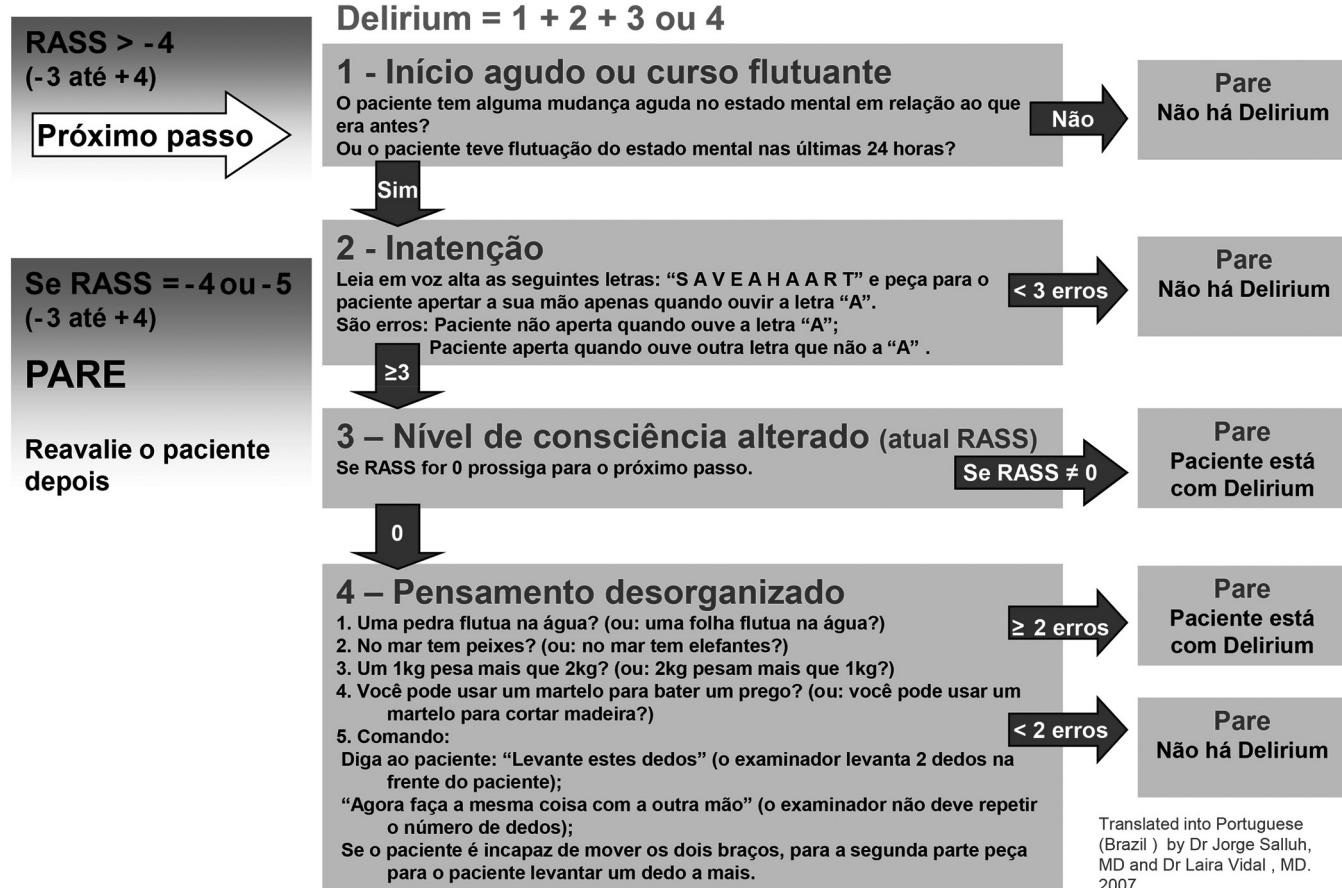 RASS > -4
(-3 até +4)
Próximo passo
Se RASS = -4 ou -5
(-3 até +4)
PARE
Reavalie o paciente
depois
Delirium = 1 + 2 + 3 ou 4
1 - Início agudo ou curso flutuante
O paciente tem alguma mudança aguda no estado mental em relação ao que
era antes?
Ou o paciente teve flutuação do estado mental nas últimas 24 horas?
Não
Pare
Não há Delirium
Sim
2 - Inatenção
Leia em voz alta as seguintes letras: “S A V E A H A A R T” e peça para o
paciente apertar a sua mão apenas quando ouvir a letra “A”.
São erros: Paciente não aperta quando ouve a letra “A”;
Paciente aperta quando ouve outra letra que não a “A” .
< 3 erros
Pare
Não há Delirium
≥3
3 – Nível de consciência alterado (atual RASS)
Se RASS for 0 prossiga para o próximo passo.
Se RASS ≠ 0
Pare
Paciente está
com Delirium
0
4 – Pensamento desorganizado
1. Uma pedra flutua na água? (ou: uma folha flutua na água?)
2. No mar tem peixes? (ou: no mar tem elefantes?)
3. Um 1kg pesa mais que 2kg? (ou: 2kg pesam mais que 1kg?)
4. Você pode usar um martelo para bater um prego? (ou: você pode usar um
martelo para cortar madeira?)
5. Comando:
Diga ao paciente: “Levante estes dedos” (o examinador levanta 2 dedos na
frente do paciente);
“Agora faça a mesma coisa com a outra mão” (o examinador não deve repetir
o número de dedos);
Se o paciente é incapaz de mover os dois braços, para a segunda parte peça
para o paciente levantar um dedo a mais.
≥ 2 erros
Pare
Paciente está
com Delirium
< 2 erros
Pare
Não há Delirium
Translated into Portuguese
(Brazil ) by Dr Jorge Salluh,
MD and Dr Laira Vidal , MD.
2007